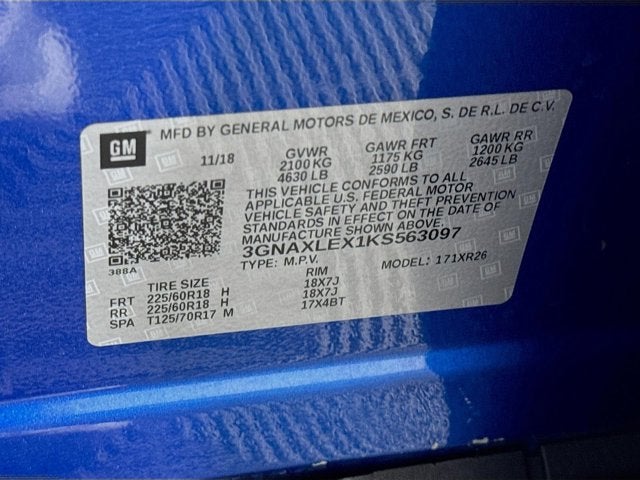 GM MFD BY GENERAL MOTORS DE MEXICO, S. DE R.L. DE C.V.
11/18 GVWR GAWR FRT GAWR RR
2100 KG 1175 KG 1200 KG
4630 LB 2590 LB 2645 LB
THIS VEHICLE CONFORMS TO ALL
APPLICABLE U.S. FEDERAL MOTOR
VEHICLE SAFETY AND THEFT PREVENTION
STANDARDS IN EFFECT ON THE DATE OF
MANUFACTURE SHOWN ABOVE.
3GNAXLEX1KS563097
388A TYPE: M.P.V. MODEL: 171XR26
TIRE SIZE RIM
FRT 225/60R18 H 18X7J
RR 225/60R18 H 18X7J
SPA T125/70R17 M 17X4BT